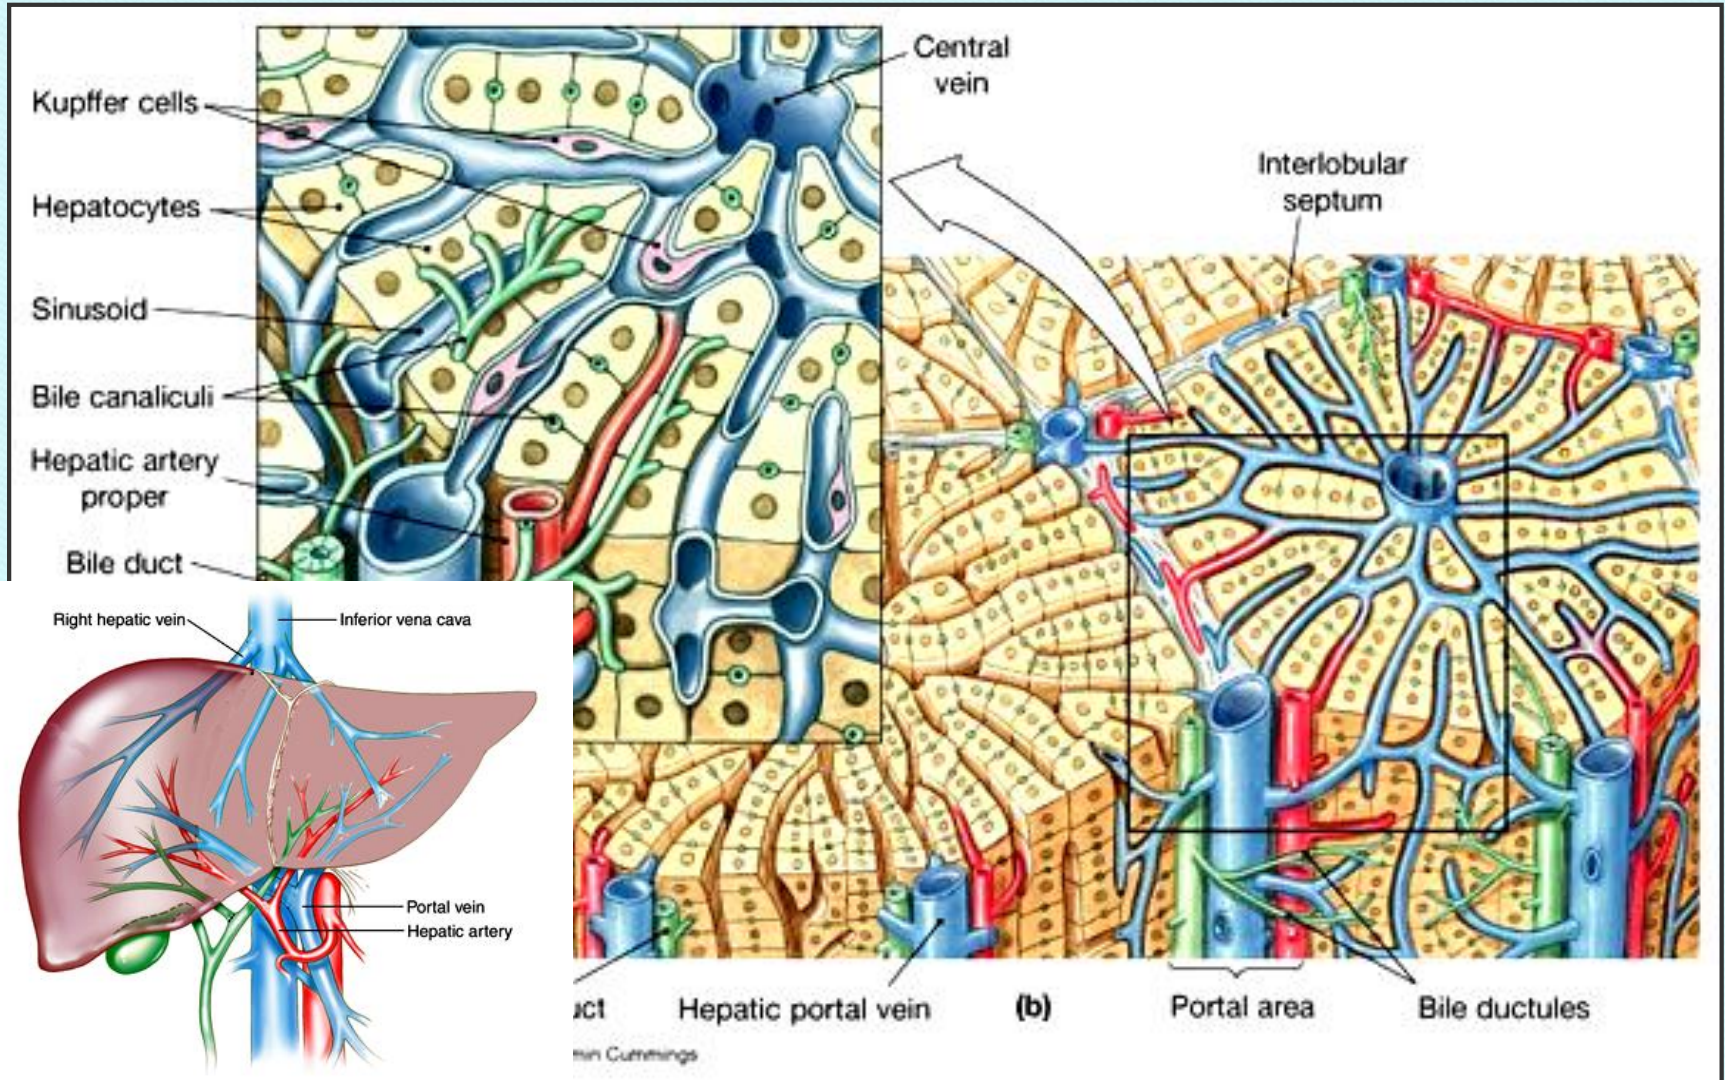 Central
vein
Kupffer cells
Interlobular
septum
Hepatocytes
Sinusoid
Bile canaliculi
Hepatic artery
proper
Bile duct
Right hepatic vein
Inferior vena cava
Portal vein
Hepatic artery
Hepatic portal vein
(b)
Portal area
Bile ductules
Cummings